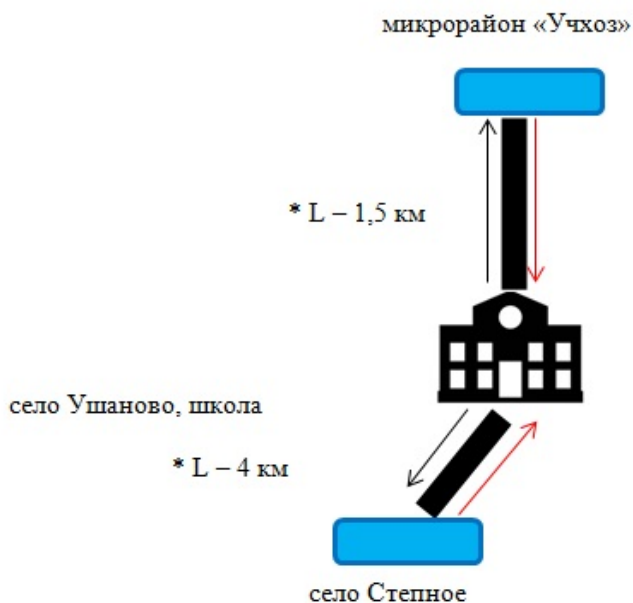 микрорайон «Учхоз»
* L – 1,5 км
село Ушаново, школа
* L – 4 км
село Степное